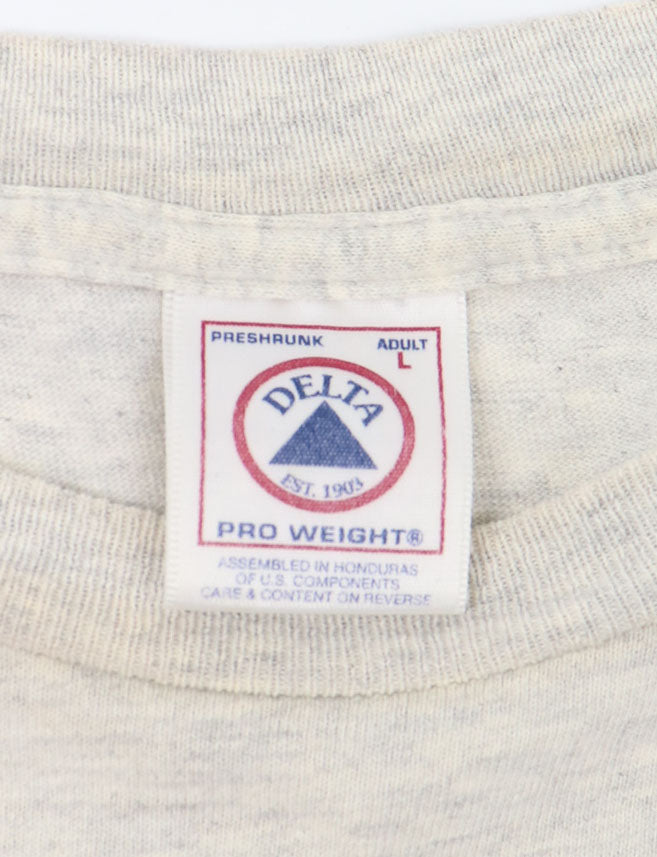 PRESHRUNK ADULT
L
DELTA
EST. 1903
PRO WEIGHT®
ASSEMBLED IN HONDURAS
OF U.S. COMPONENTS
CARE & CONTENT ON REVERSE